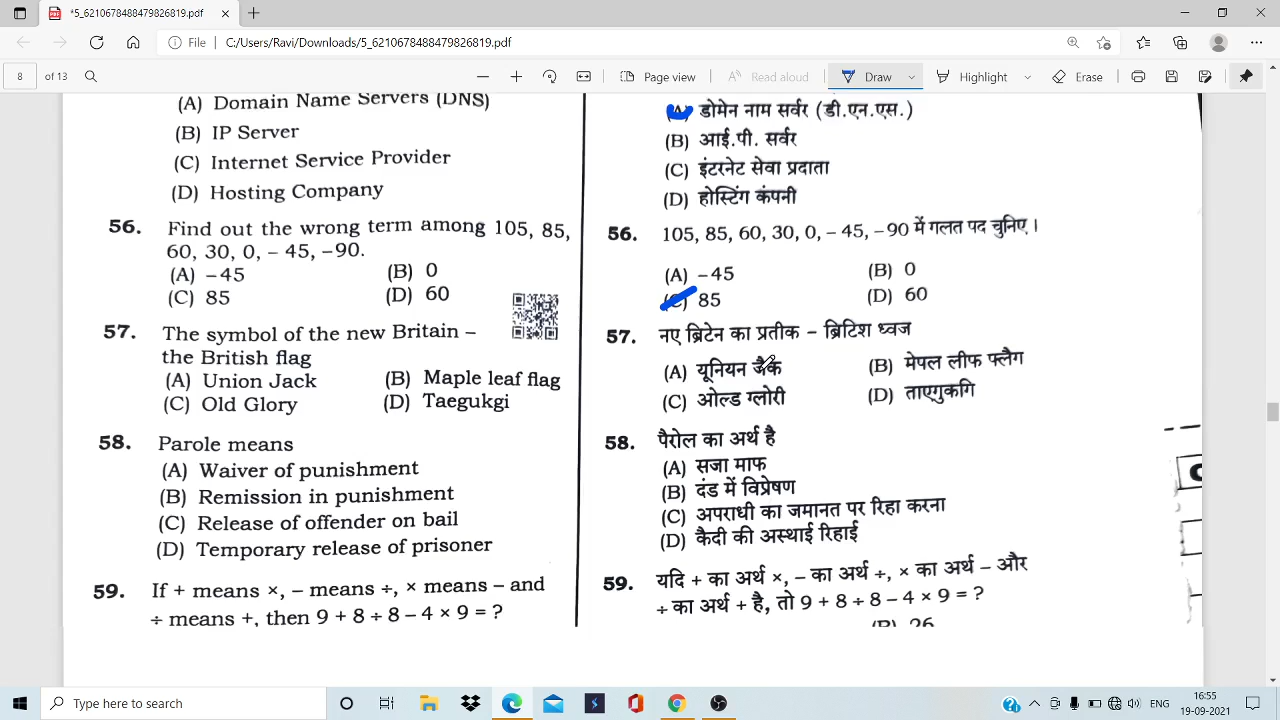 *5_6210678488479826819.pdf
File
C:/Users/Ravi/Downloads/5_6210678488479826819.pdf
8 of 13
Page view
Read aloud
Draw
Highlight
Erase
(A) Domain Name Servers (DNS)
(B) IP Server
(C) Internet Service Provider
(D) Hosting Company
56. Find out the wrong term among 105, 85,
60, 30, 0, – 45, –90.
(A) –45 (B) 0
(C) 85 (D) 60
57. The symbol of the new Britain –
the British flag
(A) Union Jack (B) Maple leaf flag
(C) Old Glory (D) Taegukgi
58. Parole means
(A) Waiver of punishment
(B) Remission in punishment
(C) Release of offender on bail
(D) Temporary release of prisoner
59. If + means ×, – means ÷, × means – and
÷ means +, then 9 + 8 ÷ 8 – 4 × 9 = ?
(A) डोमेन नाम सर्वर (डी.एन.एस.)
(B) आई.पी. सर्वर
(C) इंटरनेट सेवा प्रदाता
(D) होस्टिंग कंपनी
56. 105, 85, 60, 30, 0, – 45, –90 में गलत पद चुनिए।
(A) –45 (B) 0
(C) 85 (D) 60
57. नए ब्रिटेन का प्रतीक – ब्रिटिश ध्वज
(A) यूनियन जैक (B) मेपल लीफ फ्लैग
(C) ओल्ड ग्लोरी (D) ताएगुकगि
58. पैरोल का अर्थ है
(A) सजा माफ
(B) दंड में विप्रेषण
(C) अपराधी का जमानत पर रिहा करना
(D) कैदी की अस्थाई रिहाई
59. यदि + का अर्थ ×, – का अर्थ ÷, × का अर्थ – और
÷ का अर्थ + है, तो 9 + 8 ÷ 8 – 4 × 9 = ?
(B) 26
Type here to search
ENG
16:55
19-09-2021